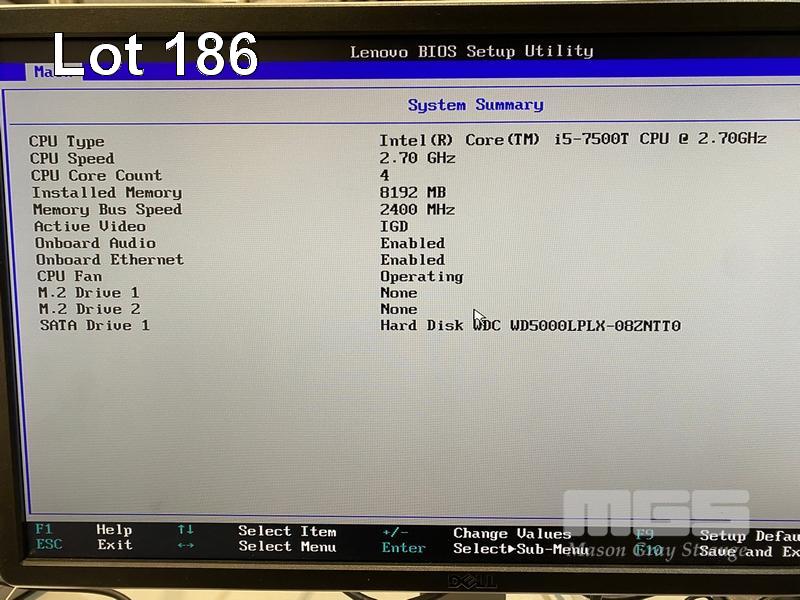 Lot 186
Lenovo BIOS Setup Utility
Main
System Summary
CPU Type Intel(R) Core(TM) i5-7500T CPU @ 2.70GHz
CPU Speed 2.70 GHz
CPU Core Count 4
Installed Memory 8192 MB
Memory Bus Speed 2400 MHz
Active Video IGD
Onboard Audio Enabled
Onboard Ethernet Enabled
CPU Fan Operating
M.2 Drive 1 None
M.2 Drive 2 None
SATA Drive 1 Hard Disk WDC WD5000LPLX-08ZNTT0
F1 Help ↑↓ Select Item +/- Change Values F9 Setup Defau
ESC Exit ↔ Select Menu Enter Select▶Sub-Menu F10 Save and Ex
MGS
Mason Gray Strange
DELL